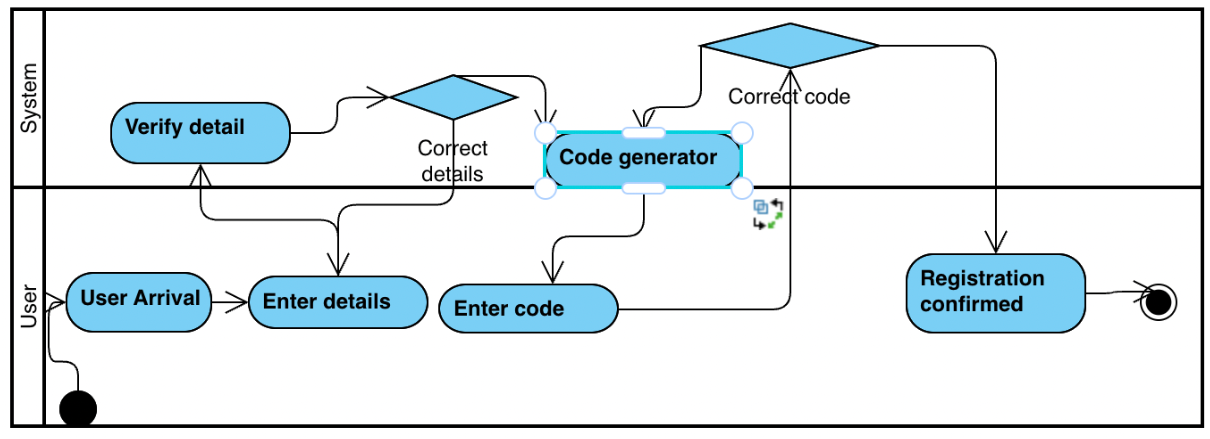 System
Verify detail
Correct
details
Code generator
Correct code
User
User Arrival
Enter details
Enter code
Registration
confirmed